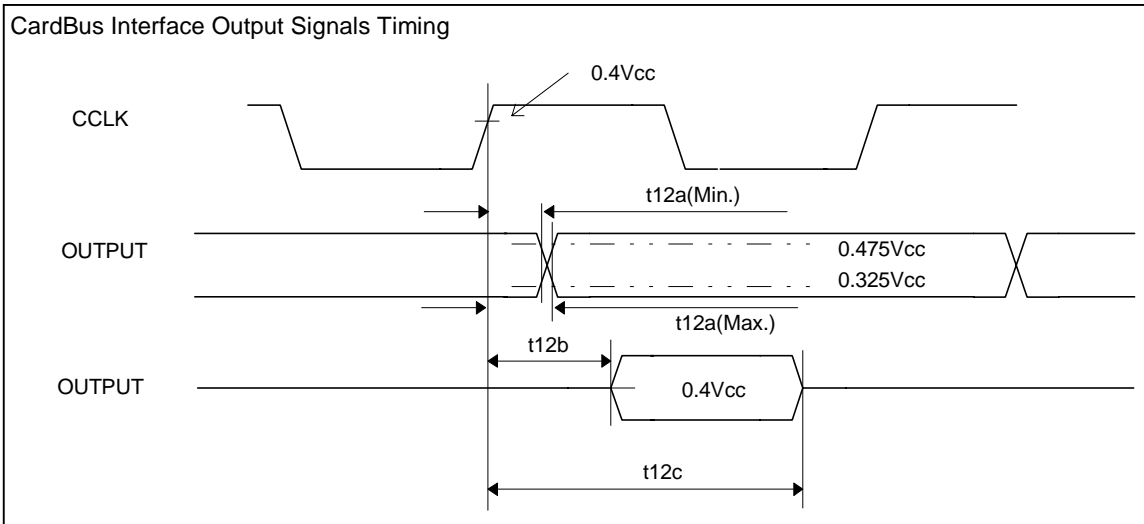 CardBus Interface Output Signals Timing
0.4Vcc
CCLK
t12a(Min.)
OUTPUT
0.475Vcc
0.325Vcc
t12a(Max.)
t12b
OUTPUT
0.4Vcc
t12c